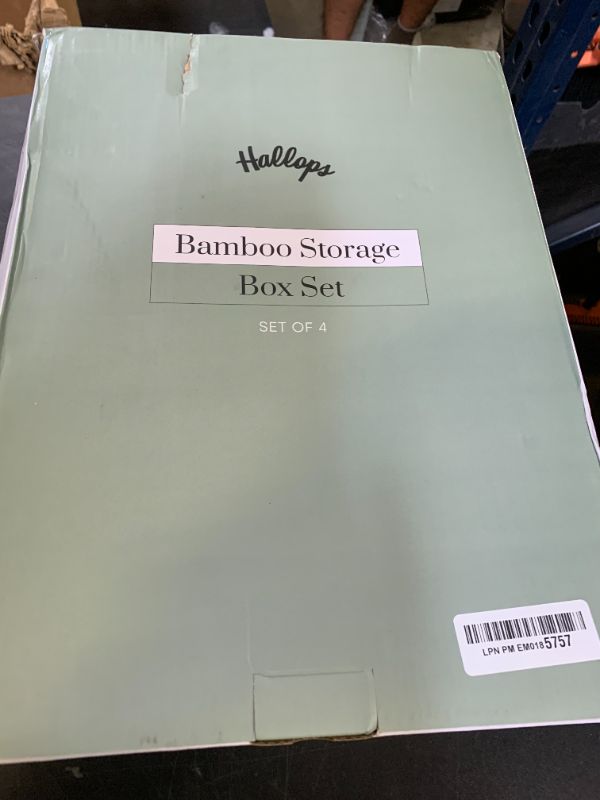 Hallops
Bamboo Storage
Box Set
SET OF 4
LPN PM EM0185757